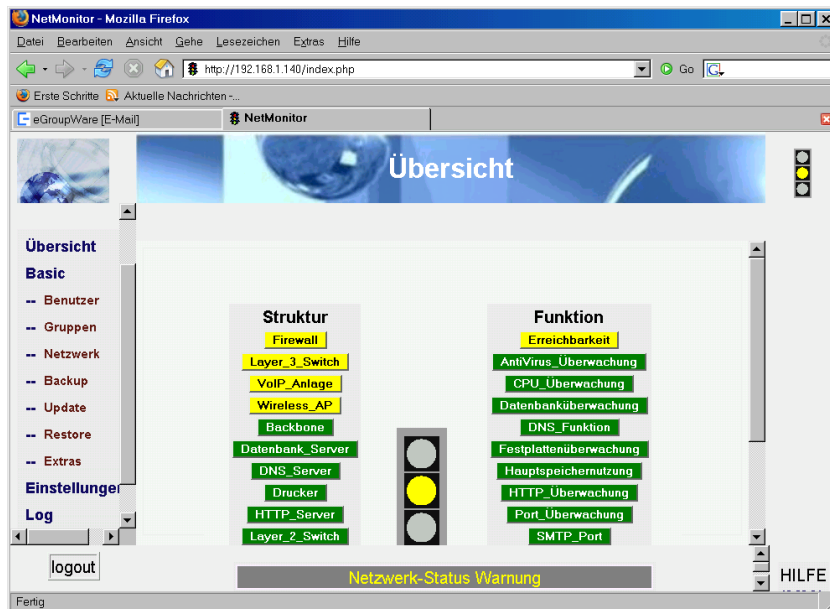 NetMonitor - Mozilla Firefox
Datei Bearbeiten Ansicht Gehe Lesezeichen Extras Hilfe
http://192.168.1.140/index.php
Go
G
Erste Schritte Aktuelle Nachrichten -...
eGroupWare [E-Mail]
NetMonitor
Übersicht
Übersicht
Basic
-- Benutzer
-- Gruppen
-- Netzwerk
-- Backup
-- Update
-- Restore
-- Extras
Einstellunger
Log
logout
Struktur
Firewall
Layer_3_Switch
VoIP_Anlage
Wireless_AP
Backbone
Datenbank_Server
DNS_Server
Drucker
HTTP_Server
Layer_2_Switch
Funktion
Erreichbarkeit
AntiVirus_Überwachung
CPU_Überwachung
Datenbanküberwachung
DNS_Funktion
Festplattenüberwachung
Hauptspeichernutzung
HTTP_Überwachung
Port_Überwachung
SMTP_Port
Netzwerk-Status Warnung
HILFE
Fertig